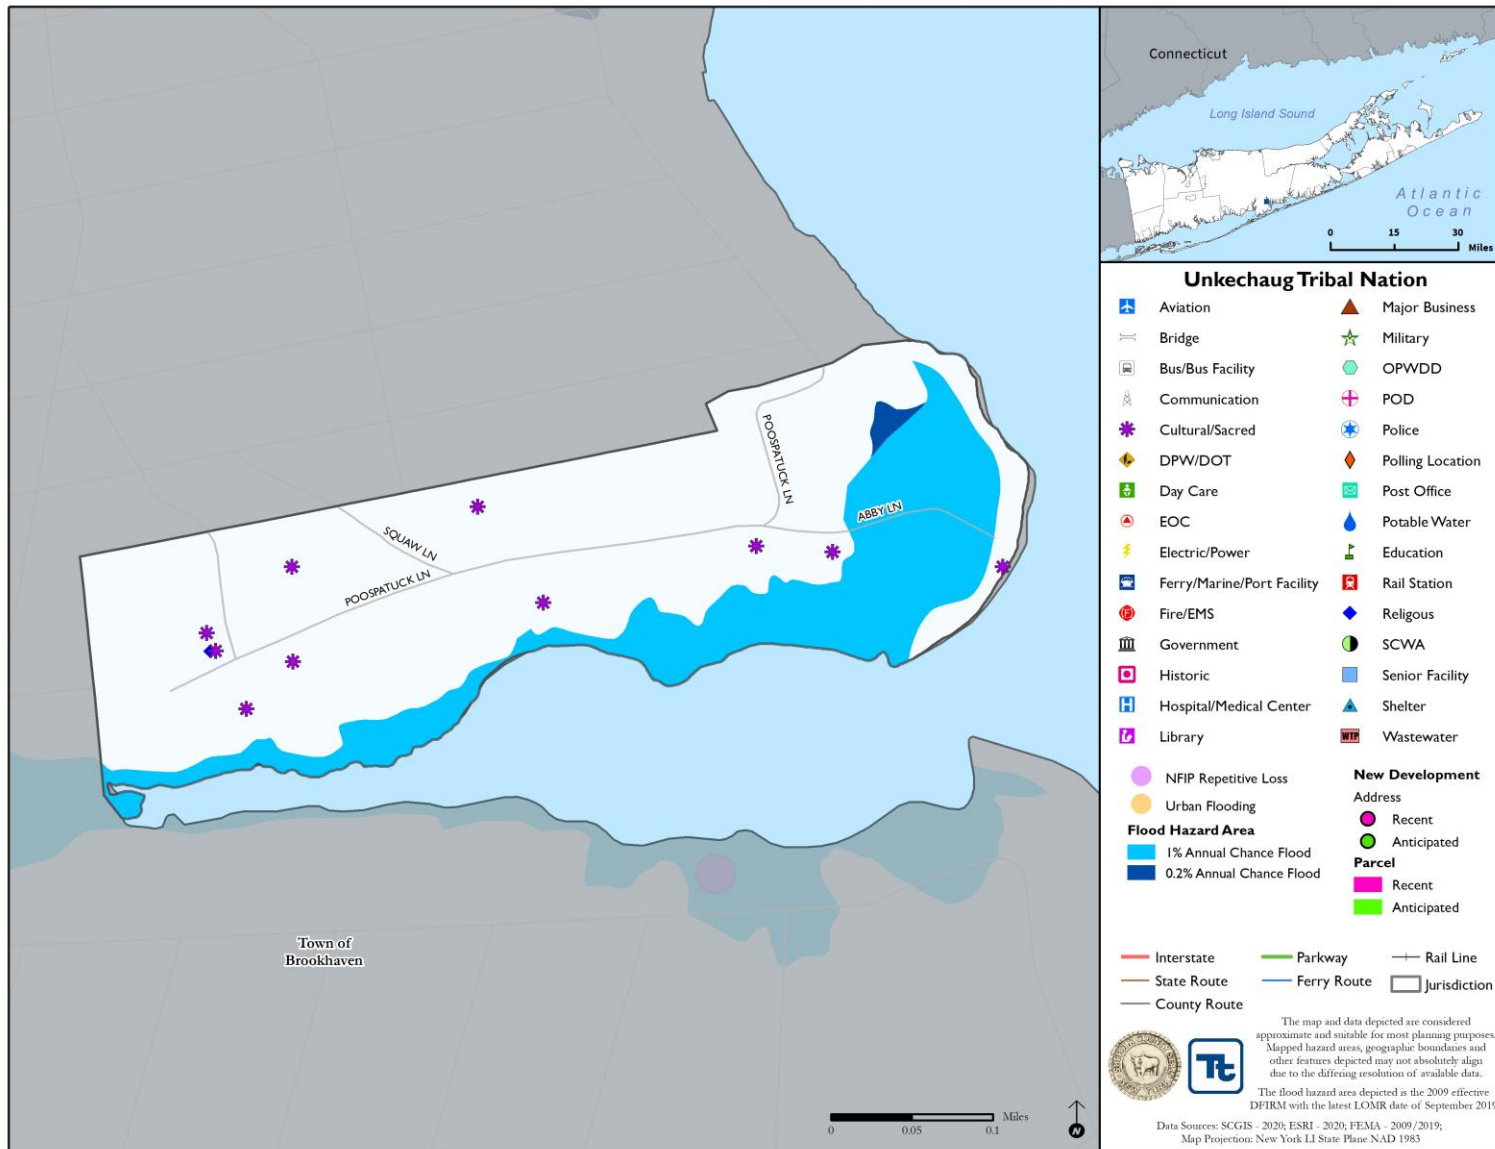 Connecticut
Long Island Sound
Atlantic
Ocean
0 15 30
Miles
Unkechaug Tribal Nation
Aviation
Bridge
Bus/Bus Facility
Communication
Cultural/Sacred
DPW/DOT
Day Care
EOC
Electric/Power
Ferry/Marine/Port Facility
Fire/EMS
Government
Historic
Hospital/Medical Center
Library
Major Business
Military
OPWDD
POD
Police
Polling Location
Post Office
Potable Water
Education
Rail Station
Religous
SCWA
Senior Facility
Shelter
WTP Wastewater
NFIP Repetitive Loss
Urban Flooding
Flood Hazard Area
1% Annual Chance Flood
0.2% Annual Chance Flood
New Development
Address
Recent
Anticipated
Parcel
Recent
Anticipated
Interstate
State Route
County Route
Parkway
Ferry Route
Rail Line
Jurisdiction
The map and data depicted are considered
approximate and suitable for most planning purposes.
Mapped hazard areas, geographic boundaries and
other features depicted may not absolutely align
due to the differing resolution of available data.
The flood hazard area depicted is the 2009 effective
DFIRM with the latest LOMR date of September 2019
Data Sources: SCGIS - 2020; ESRI - 2020; FEMA - 2009/2019;
Map Projection: New York LI State Plane NAD 1983
Tt
POOSPATUCK LN
ABBY LN
SQUAW LN
POOSPATUCK LN
Town of
Brookhaven
Miles
0 0.05 0.1
N